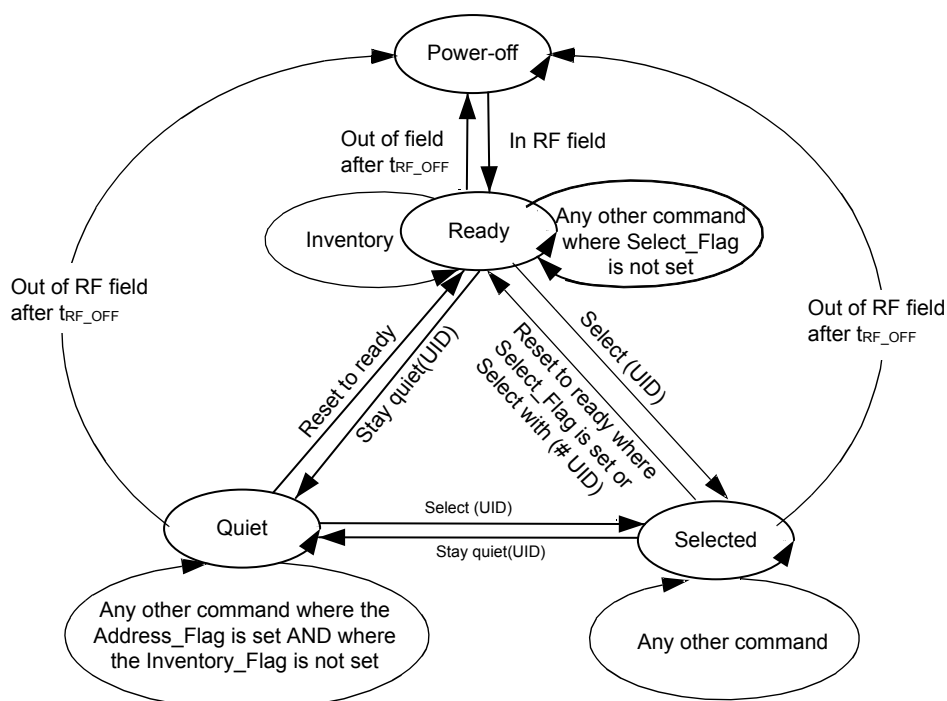 Power-off
Out of field
after tRF_OFF
In RF field
Inventory
Ready
Any other command
where Select_Flag
is not set
Out of RF field
after tRF_OFF
Out of RF field
after tRF_OFF
Reset to ready
Stay quiet(UID)
Reset to ready where
Select_Flag is set or
Select with (# UID)
Select (UID)
Quiet
Select (UID)
Stay quiet(UID)
Selected
Any other command where the
Address_Flag is set AND where
the Inventory_Flag is not set
Any other command